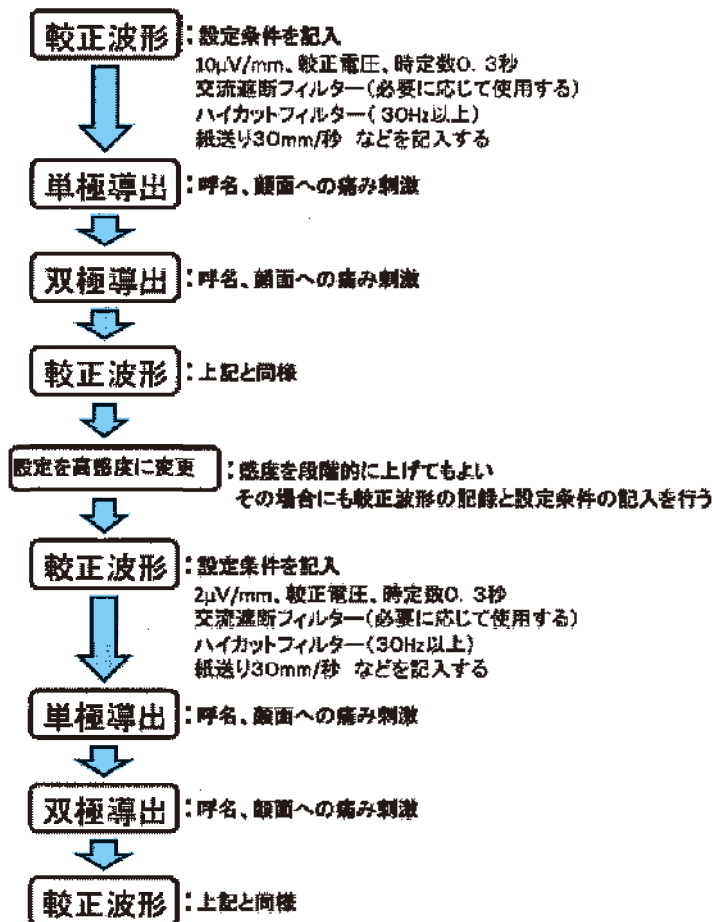 較正波形：設定条件を記入
10μV/mm、較正電圧、時定数0. 3秒
交流遮断フィルター（必要に応じて使用する）
ハイカットフィルター（ 30Hz以上）
紙送り30mm/秒 などを記入する
単極導出：呼名、顔面への痛み刺激
双極導出：呼名、顔面への痛み刺激
較正波形：上記と同様
設定を高感度に変更：感度を段階的に上げてもよい
その場合にも較正波形の記録と設定条件の記入を行う
較正波形：設定条件を記入
2μV/mm、較正電圧、時定数0. 3秒
交流遮断フィルター（必要に応じて使用する）
ハイカットフィルター（30Hz以上）
紙送り30mm/秒 などを記入する
単極導出：呼名、顔面への痛み刺激
双極導出：呼名、顔面への痛み刺激
較正波形：上記と同様